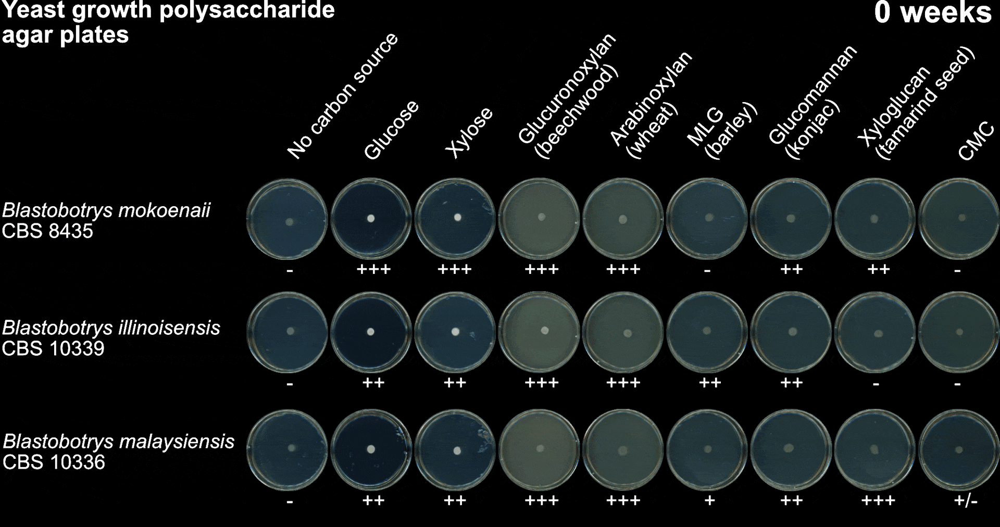 Yeast growth polysaccharide
agar plates
0 weeks
No carbon source
Glucose
Xylose
Glucuronoxylan
(beechwood)
Arabinoxylan
(wheat)
MLG
(barley)
Glucomannan
(konjac)
Xyloglucan
(tamarind seed)
CMC
Blastobotrys mokoenaii
CBS 8435
- +++ +++ +++ +++ - ++ ++ -
Blastobotrys illinoisensis
CBS 10339
- ++ ++ +++ +++ ++ ++ - -
Blastobotrys malaysiensis
CBS 10336
- ++ ++ +++ +++ + ++ +++ +/-